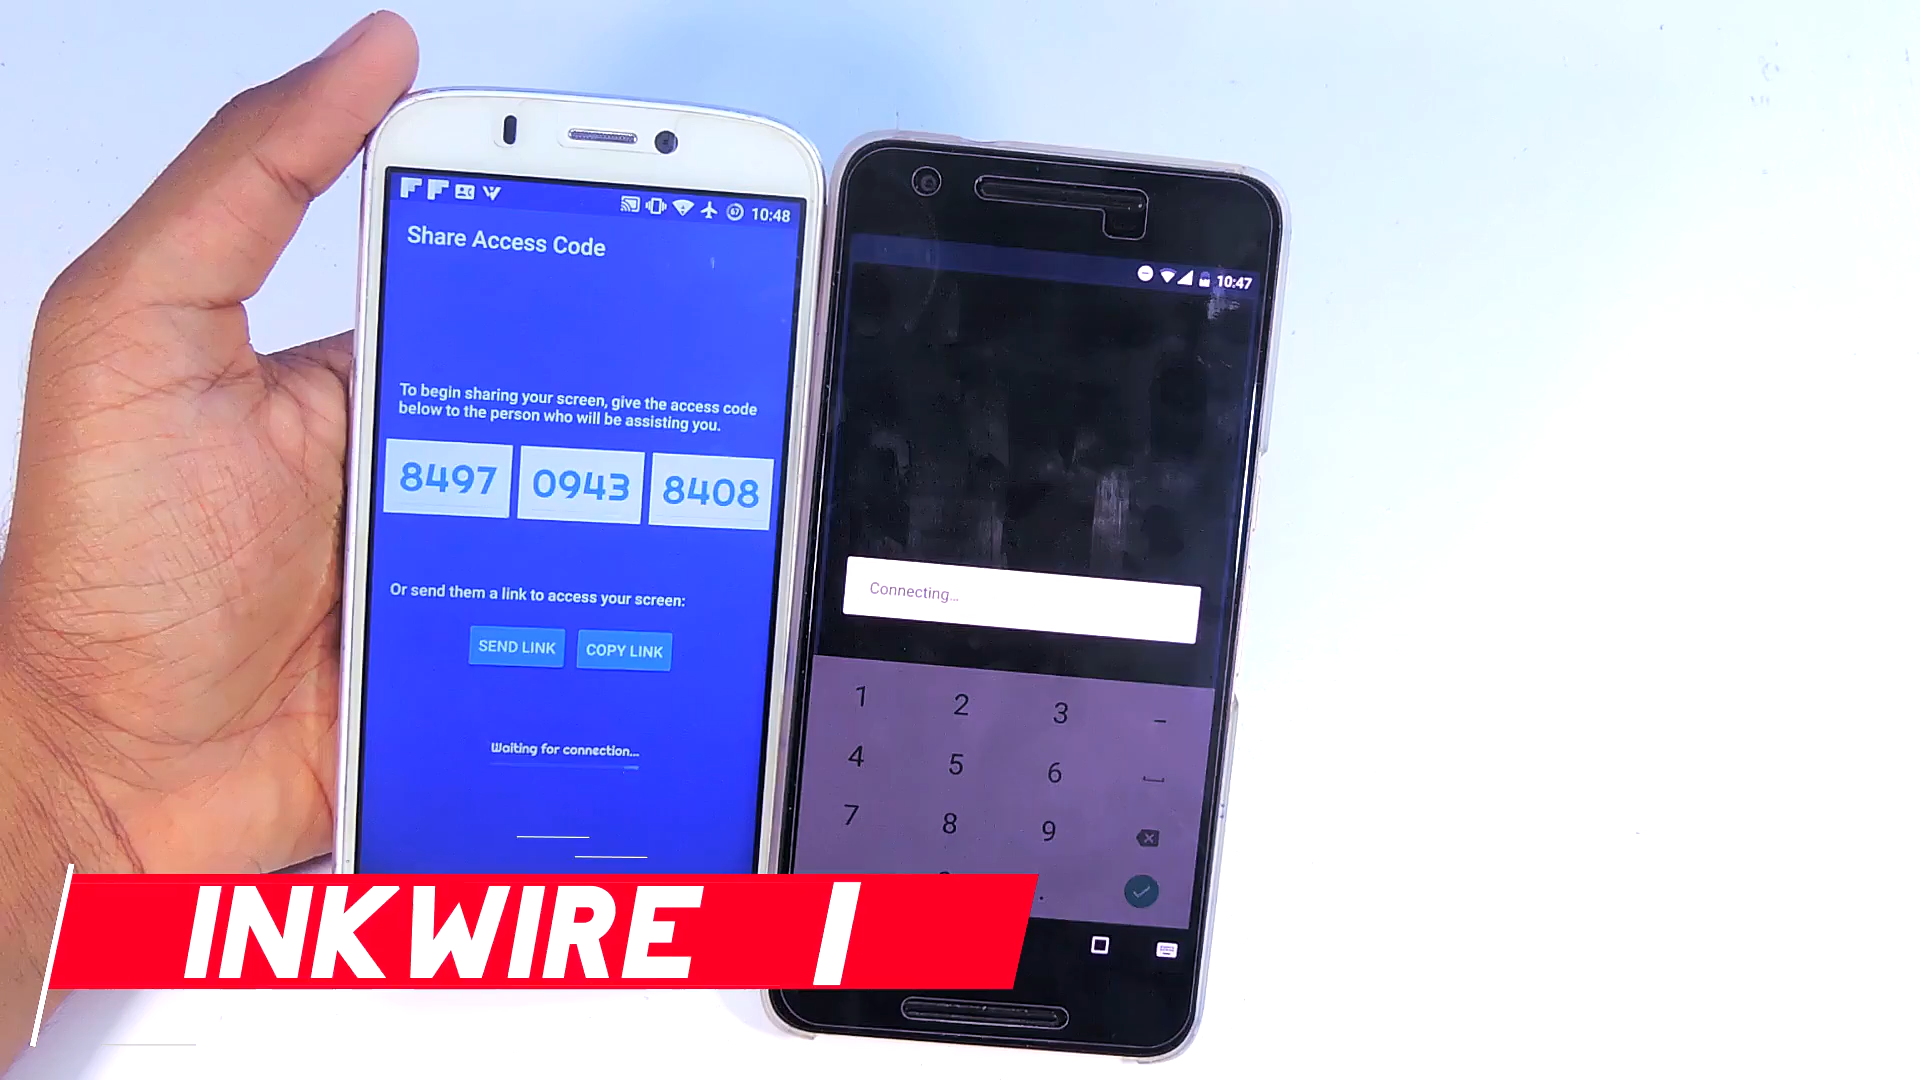 10:48
Share Access Code
To begin sharing your screen, give the access code
below to the person who will be assisting you.
8497 0943 8408
Or send them a link to access your screen:
SEND LINK COPY LINK
Waiting for connection...
10:47
Connecting...
1 2 3 -
4 5 6
7 8 9
.
INKWIRE I